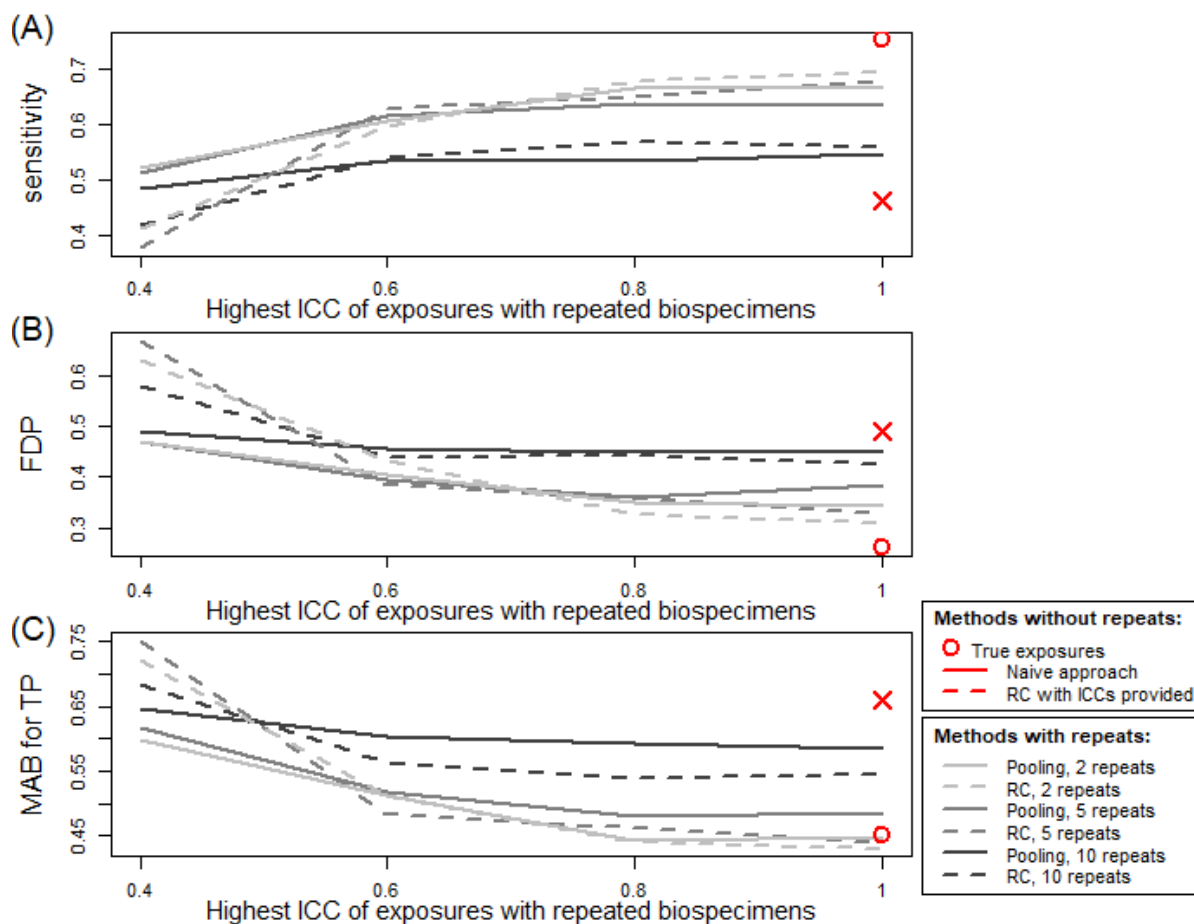 (A)
sensitivity
0.7
0.6
0.5
0.4
0.4 0.6 0.8 1
Highest ICC of exposures with repeated biospecimens
(B)
FDP
0.6
0.5
0.4
0.3
0.4 0.6 0.8 1
Highest ICC of exposures with repeated biospecimens
(C)
MAB for TP
0.75
0.65
0.55
0.45
0.4 0.6 0.8 1
Highest ICC of exposures with repeated biospecimens
Methods without repeats:
True exposures
Naive approach
RC with ICCs provided
Methods with repeats:
Pooling, 2 repeats
RC, 2 repeats
Pooling, 5 repeats
RC, 5 repeats
Pooling, 10 repeats
RC, 10 repeats